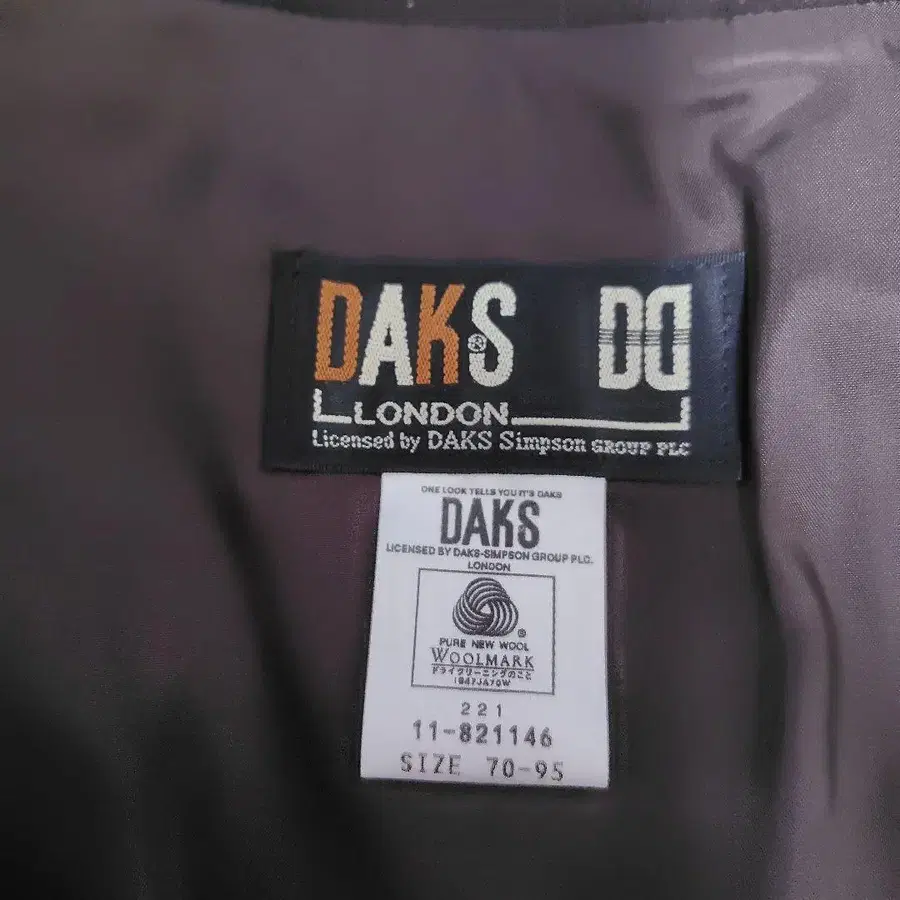 DAKS® DD
LONDON
Licensed by DAKS Simpson GROUP PLC
ONE LOOK TELLS YOU IT'S DAKS
DAKS
LICENSED BY DAKS-SIMPSON GROUP PLC.
LONDON
®
PURE NEW WOOL
WOOLMARK
ドライクリーニングのこと
1947JA70W
221
11-821146
SIZE 70-95